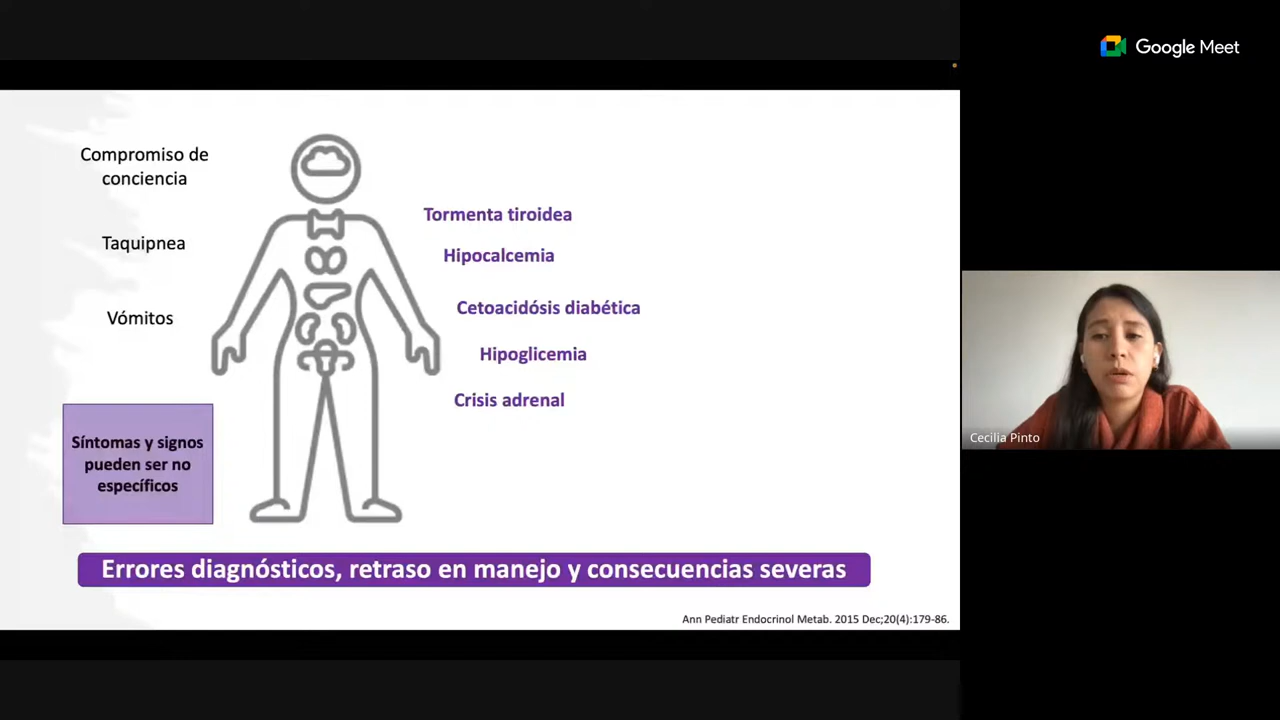 Google Meet
Compromiso de
conciencia
Taquipnea
Vómitos
Síntomas y signos
pueden ser no
específicos
Tormenta tiroidea
Hipocalcemia
Cetoacidósis diabética
Hipoglicemia
Crisis adrenal
Errores diagnósticos, retraso en manejo y consecuencias severas
Ann Pediatr Endocrinol Metab. 2015 Dec;20(4):179-86.
Cecilia Pinto